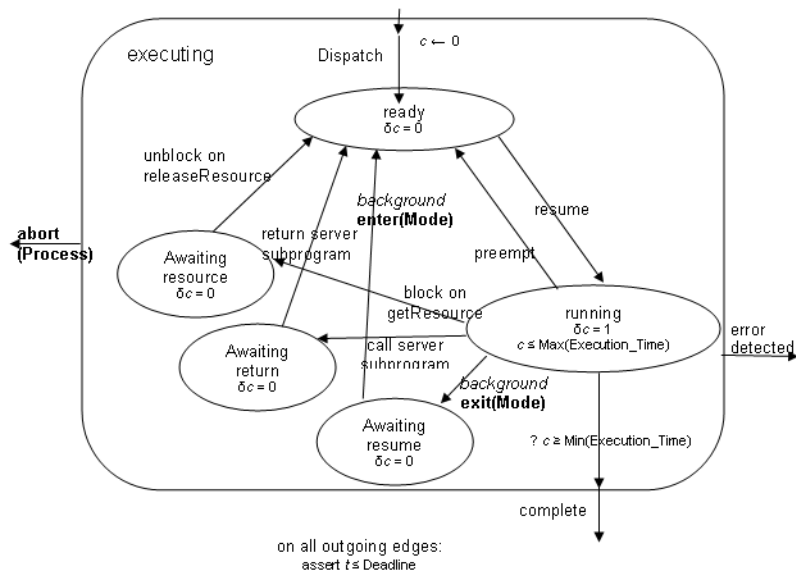 executing
Dispatch
c ← 0
ready
δc = 0
unblock on
releaseResource
background
enter(Mode)
resume
abort
(Process)
return server
subprogram
preempt
Awaiting
resource
δc = 0
block on
getResource
running
δc = 1
c ≤ Max(Execution_Time)
error
detected
Awaiting
return
δc = 0
call server
subprogram
background
exit(Mode)
Awaiting
resume
δc = 0
? c ≥ Min(Execution_Time)
complete
on all outgoing edges:
assert t ≤ Deadline